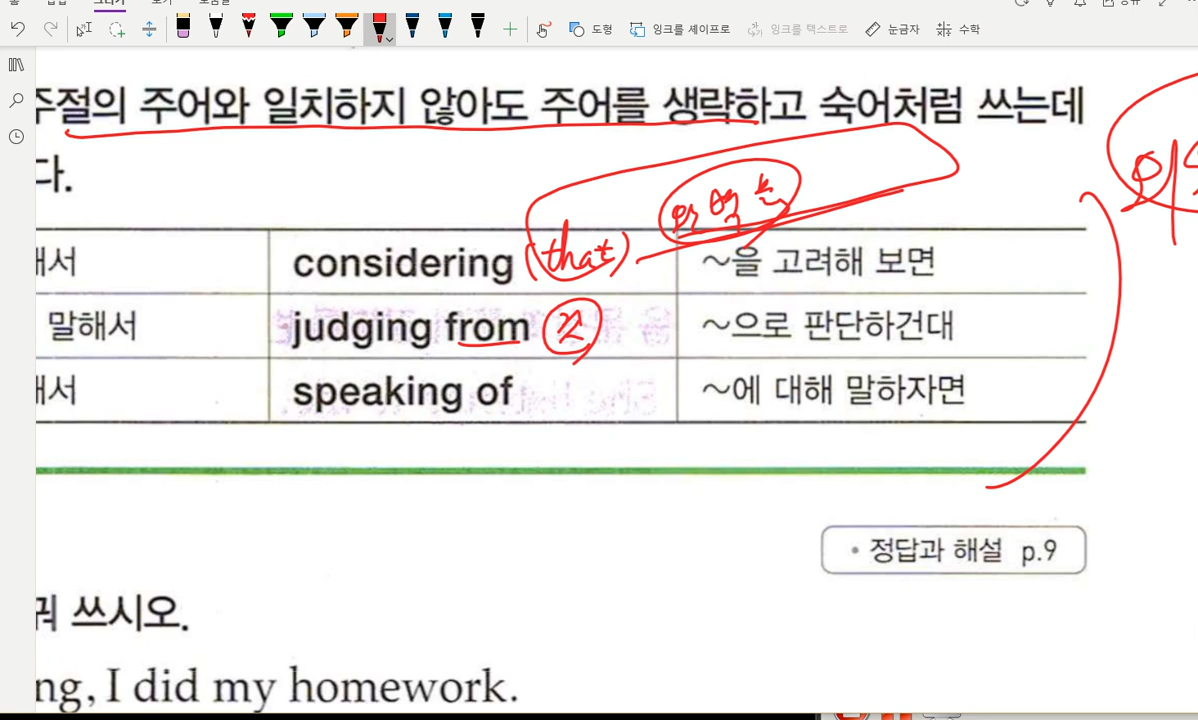 도형
잉크를 셰이프로
잉크를 텍스트로
눈금자
수학
주절의 주어와 일치하지 않아도 주어를 생략하고 숙어처럼 쓰는데
다.
해서 considering (that) ~을 고려해 보면
말해서 judging from ~으로 판단하건대
해서 speaking of ~에 대해 말하자면
• 정답과 해설 p.9
쓰시오.
ng, I did my homework.